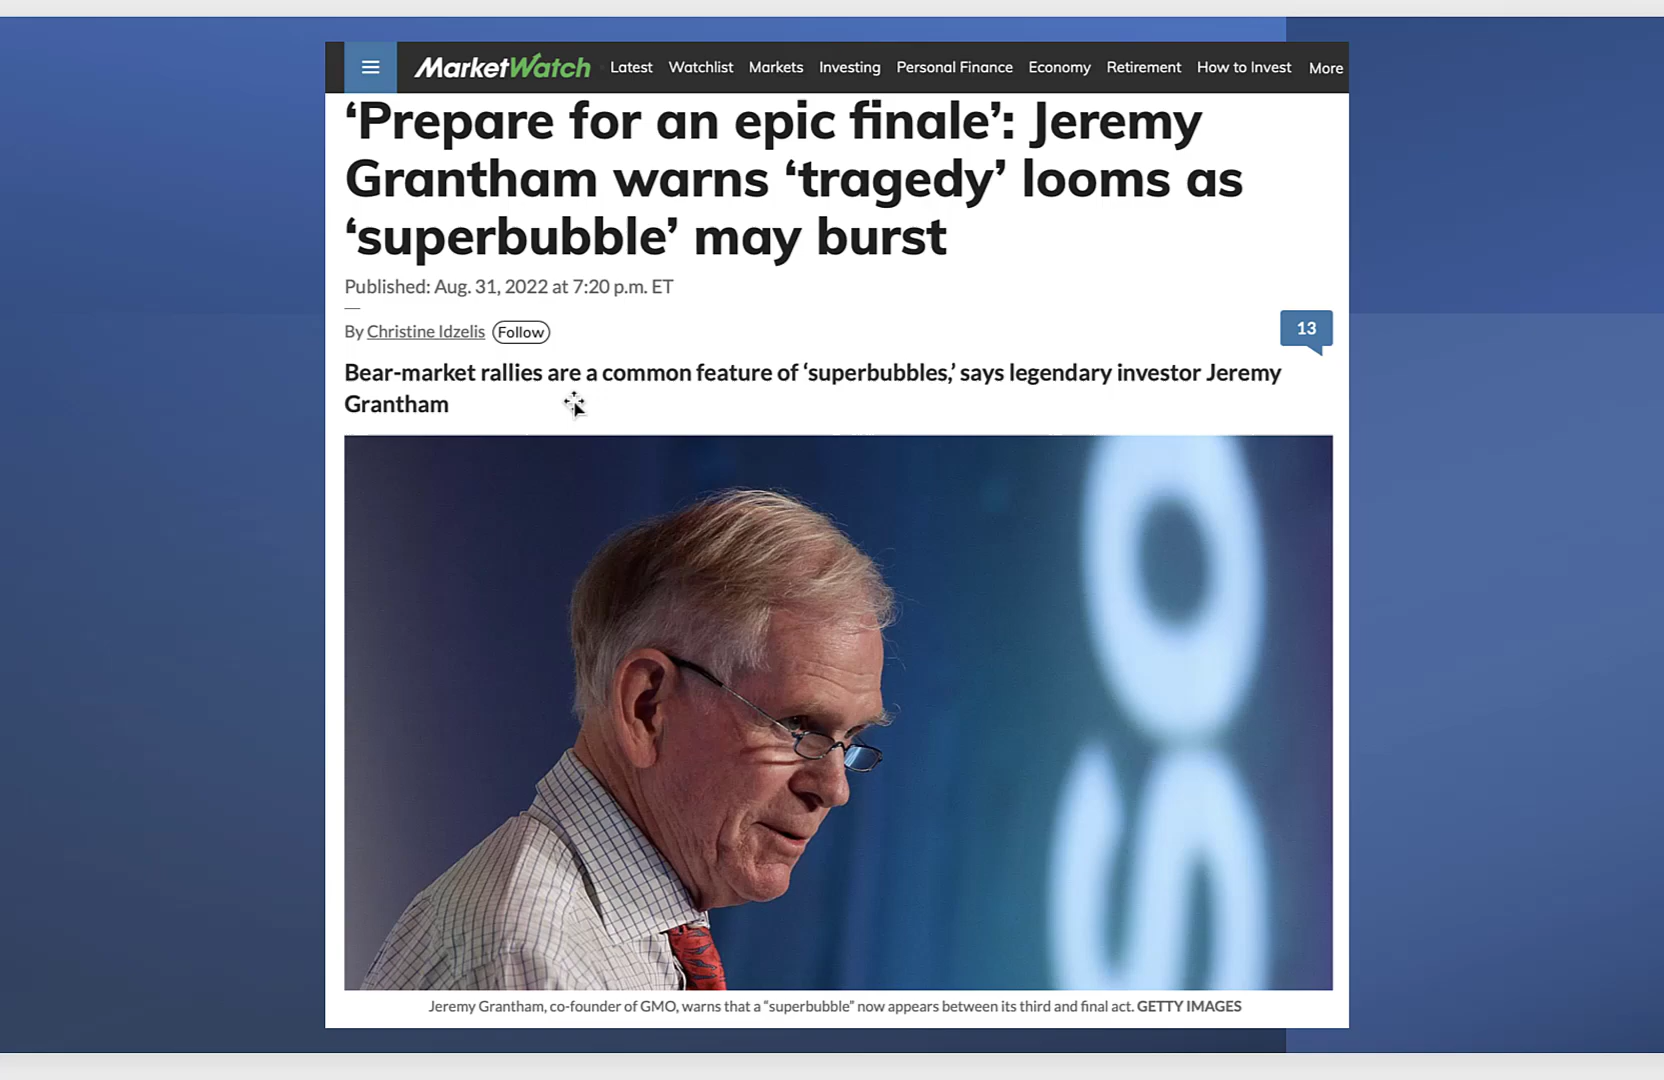 MarketWatch Latest Watchlist Markets Investing Personal Finance Economy Retirement How to Invest More
‘Prepare for an epic finale’: Jeremy
Grantham warns ‘tragedy’ looms as
‘superbubble’ may burst
Published: Aug. 31, 2022 at 7:20 p.m. ET
By Christine Idzelis Follow
13
Bear-market rallies are a common feature of ‘superbubbles,’ says legendary investor Jeremy
Grantham
Jeremy Grantham, co-founder of GMO, warns that a “superbubble” now appears between its third and final act. GETTY IMAGES